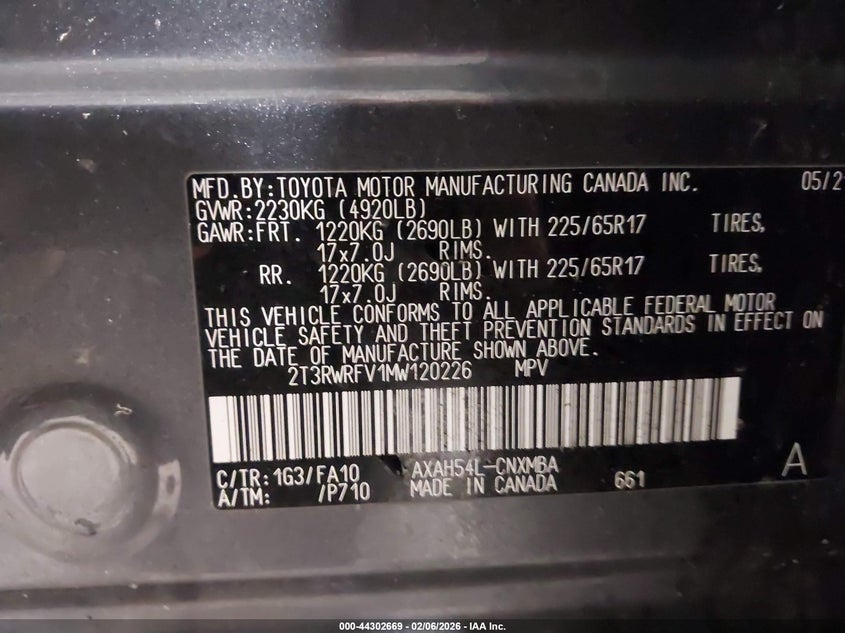 MFD.BY:TOYOTA MOTOR MANUFACTURING CANADA INC. 05/2
GVWR:2230KG (4920LB)
GAWR:FRT. 1220KG (2690LB) WITH 225/65R17 TIRES,
17x7.0J RIMS.
RR. 1220KG (2690LB) WITH 225/65R17 TIRES,
17x7.0J RIMS.
THIS VEHICLE CONFORMS TO ALL APPLICABLE FEDERAL MOTOR
VEHICLE SAFETY AND THEFT PREVENTION STANDARDS IN EFFECT ON
THE DATE OF MANUFACTURE SHOWN ABOVE.
2T3RWRFV1MW120226 MPV
C/TR:1G3/FA10 AXAH54L-CNXMBA A
A/TM: /P710 MADE IN CANADA 661
000-44302669 - 02/06/2026 - IAA Inc.